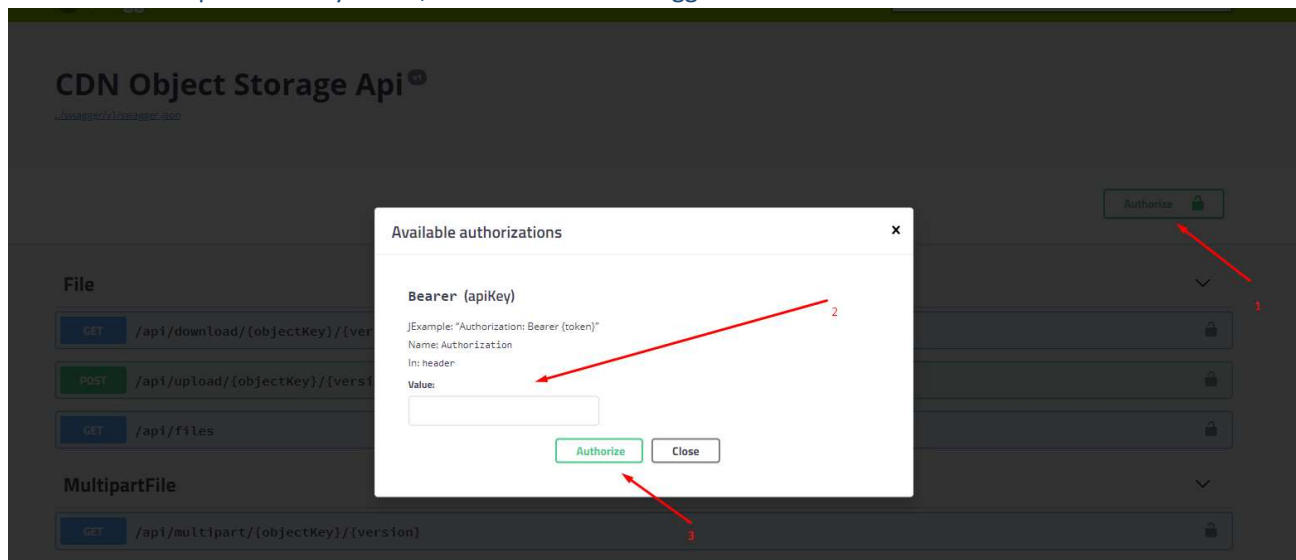 CDN Object Storage Api v1
../swagger/v1/swagger.json
Authorize
1
Available authorizations
x
Bearer (apiKey)
JExample: "Authorization: Bearer {token}"
Name: Authorization
In: header
Value:
2
Authorize
Close
3
File
GET /api/download/{objectKey}/{ver
POST /api/upload/{objectKey}/{versi
GET /api/files
MultipartFile
GET /api/multipart/{objectKey}/{version}